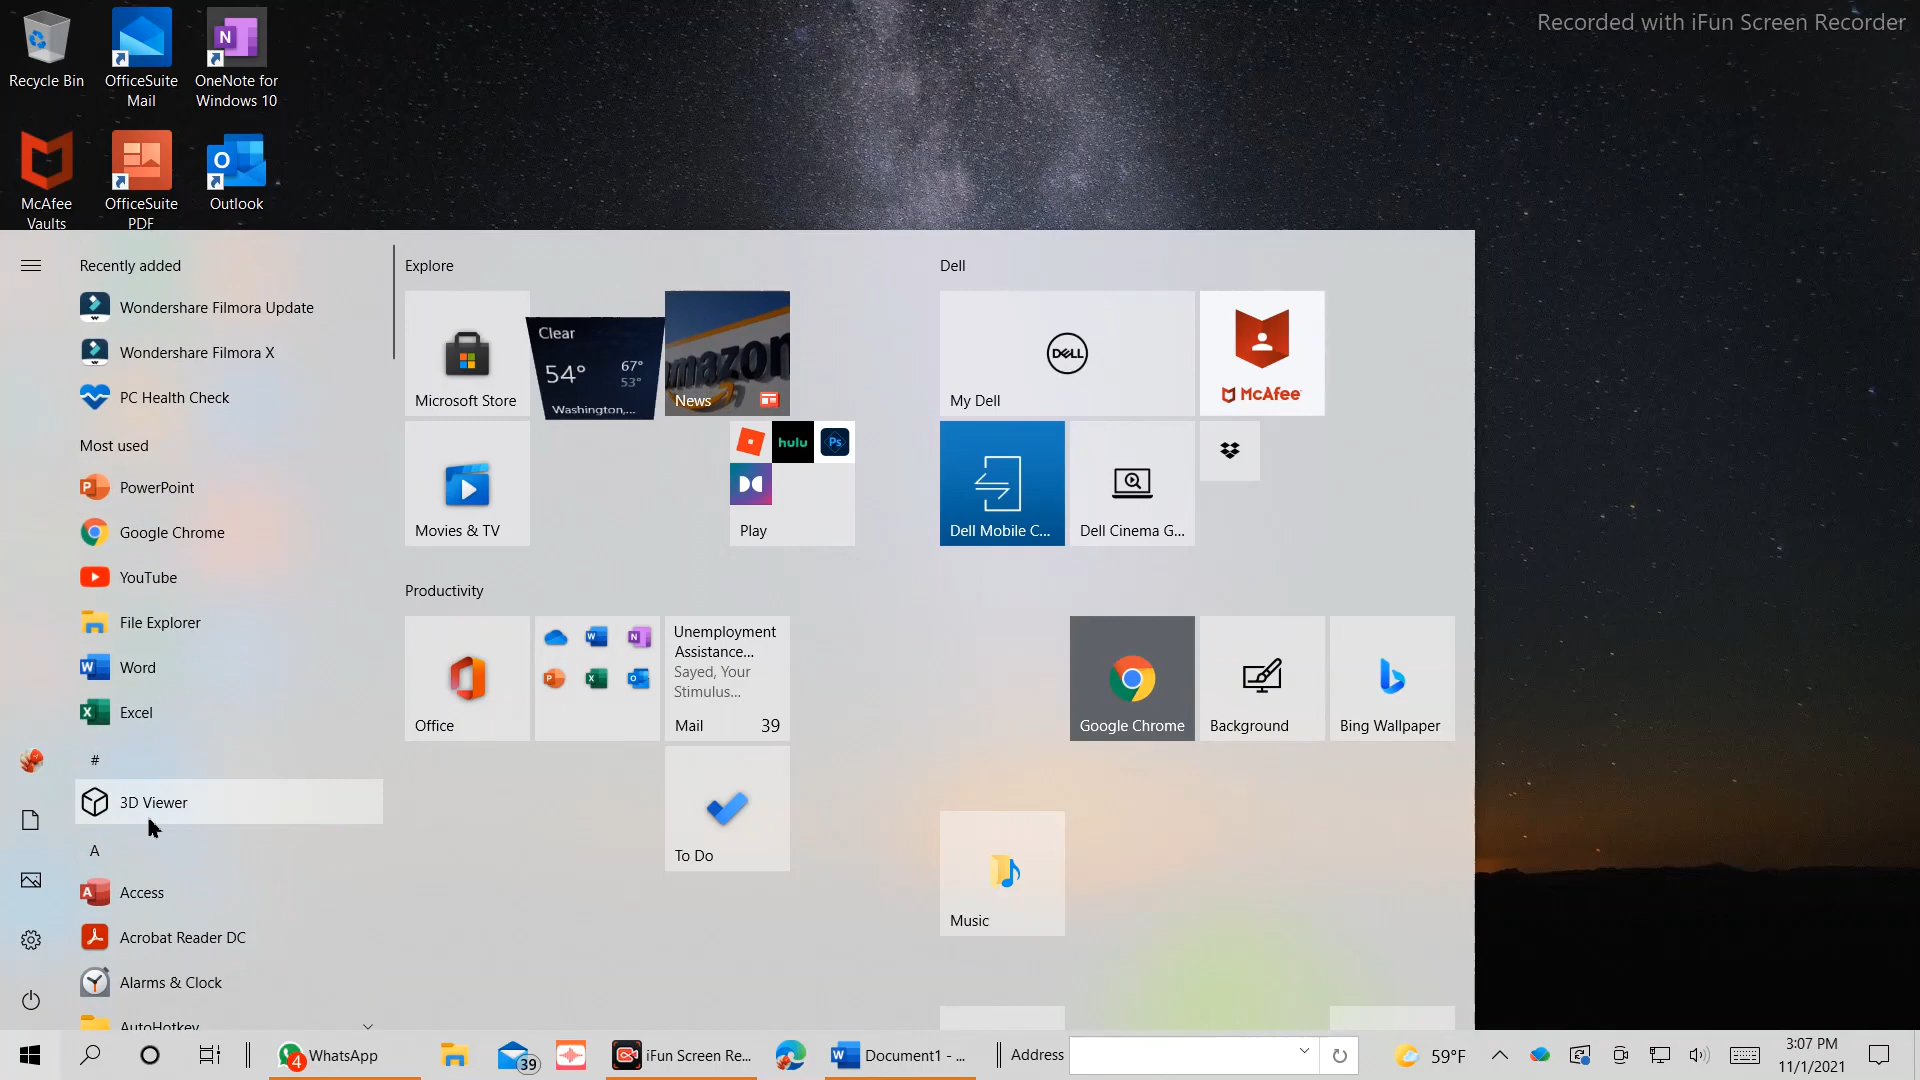 Recorded with iFun Screen Recorder
Recycle Bin
OfficeSuite
Mail
OneNote for
Windows 10
McAfee
Vaults
OfficeSuite
PDF
Outlook
Recently added
Wondershare Filmora Update
Wondershare Filmora X
PC Health Check
Most used
PowerPoint
Google Chrome
YouTube
File Explorer
Word
Excel
#
3D Viewer
A
Access
Acrobat Reader DC
Alarms & Clock
AutoHotkey
Explore
Microsoft Store
Clear
54° 67°
53°
Washington,...
amazon
News
Movies & TV
hulu
Ps
Play
Productivity
Office
Unemployment
Assistance...
Sayed, Your
Stimulus...
Mail 39
To Do
Dell
DELL
My Dell
McAfee
Dell Mobile C...
Dell Cinema G...
Google Chrome
Background
Bing Wallpaper
Music
4
WhatsApp
39
iFun Screen Re...
Document1 - ...
Address
59°F
3:07 PM
11/1/2021